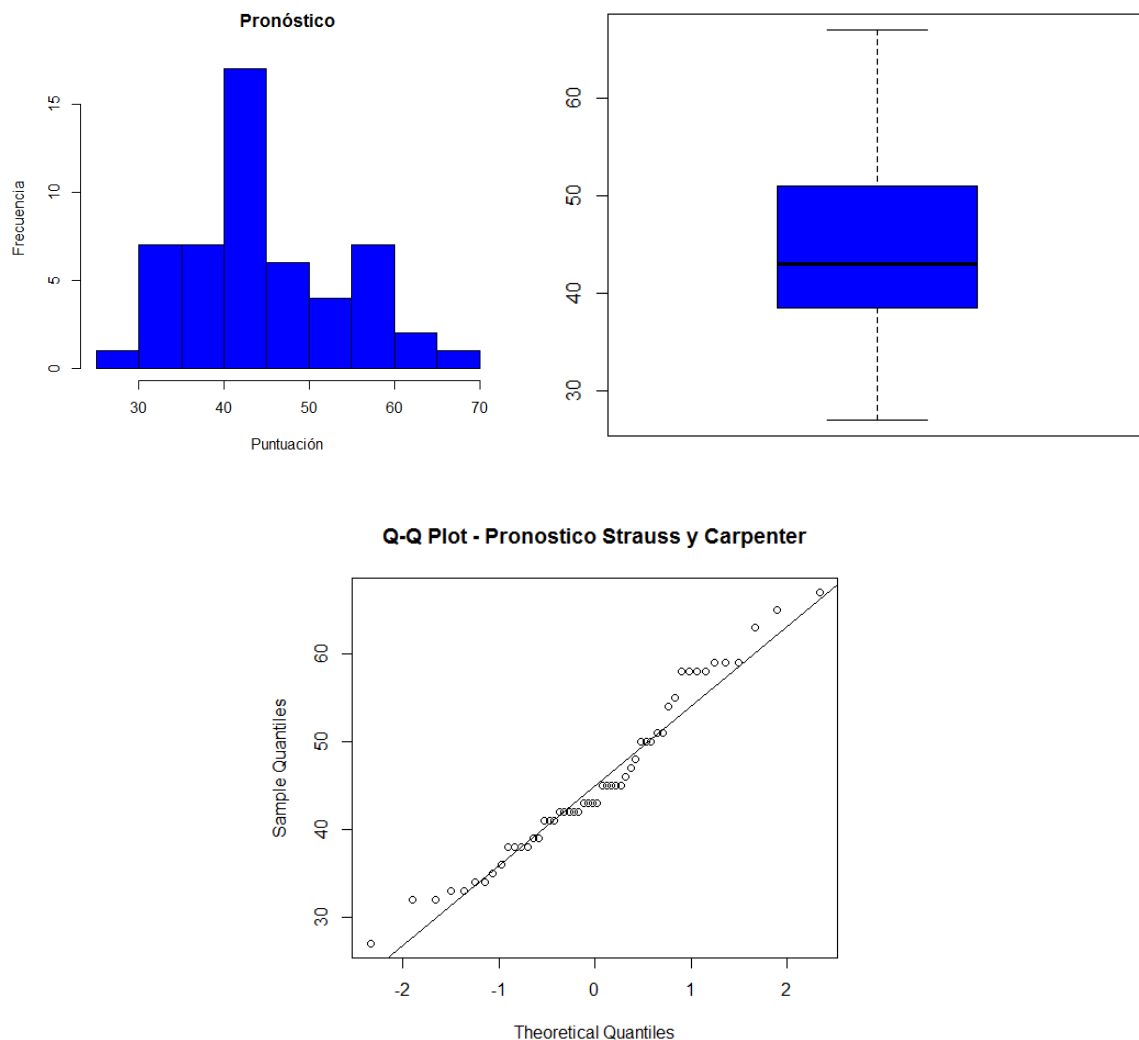 Pronóstico
Frecuencia
15
10
5
0
30 40 50 60 70
Puntuación
60
50
40
30
Q-Q Plot - Pronostico Strauss y Carpenter
Sample Quantiles
60
50
40
30
-2 -1 0 1 2
Theoretical Quantiles